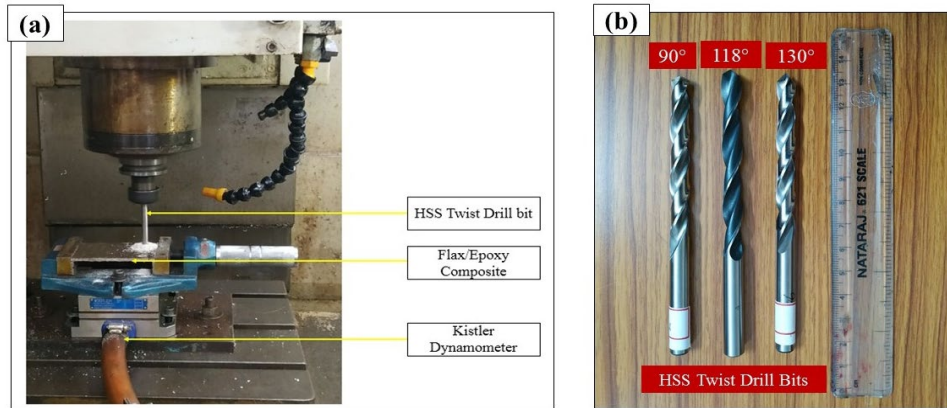 (a)
HSS Twist Drill bit
Flax/Epoxy
Composite
Kistler
Dynamometer
(b)
90° 118° 130°
NATARAJ 621 SCALE
HSS Twist Drill Bits